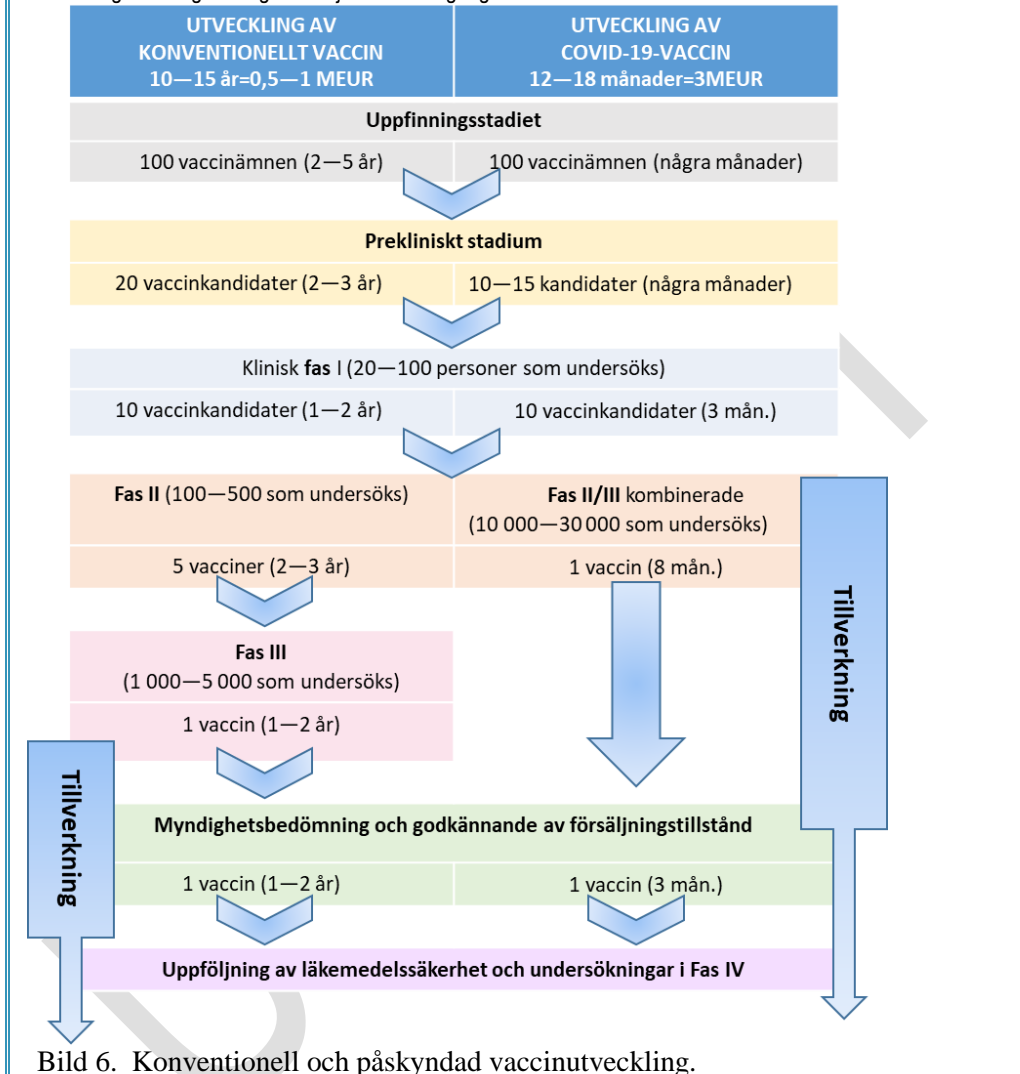 UTVECKLING AV
KONVENTIONELLT VACCIN
10—15 år=0,5—1 MEUR
UTVECKLING AV
COVID-19-VACCIN
12—18 månader=3MEUR
Uppfinningsstadiet
100 vaccinämnen (2—5 år)
100 vaccinämnen (några månader)
Prekliniskt stadium
20 vaccinkandidater (2—3 år)
10—15 kandidater (några månader)
Klinisk fas I (20—100 personer som undersöks)
10 vaccinkandidater (1—2 år)
10 vaccinkandidater (3 mån.)
Fas II (100—500 som undersöks)
Fas II/III kombinerade
(10 000—30 000 som undersöks)
5 vacciner (2—3 år)
1 vaccin (8 mån.)
Tillverkning
Fas III
(1 000—5 000 som undersöks)
1 vaccin (1—2 år)
Tillverkning
Myndighetsbedömning och godkännande av försäljningstillstånd
1 vaccin (1—2 år)
1 vaccin (3 mån.)
Uppföljning av läkemedelssäkerhet och undersökningar i Fas IV
Bild 6. Konventionell och påskyndad vaccinutveckling.